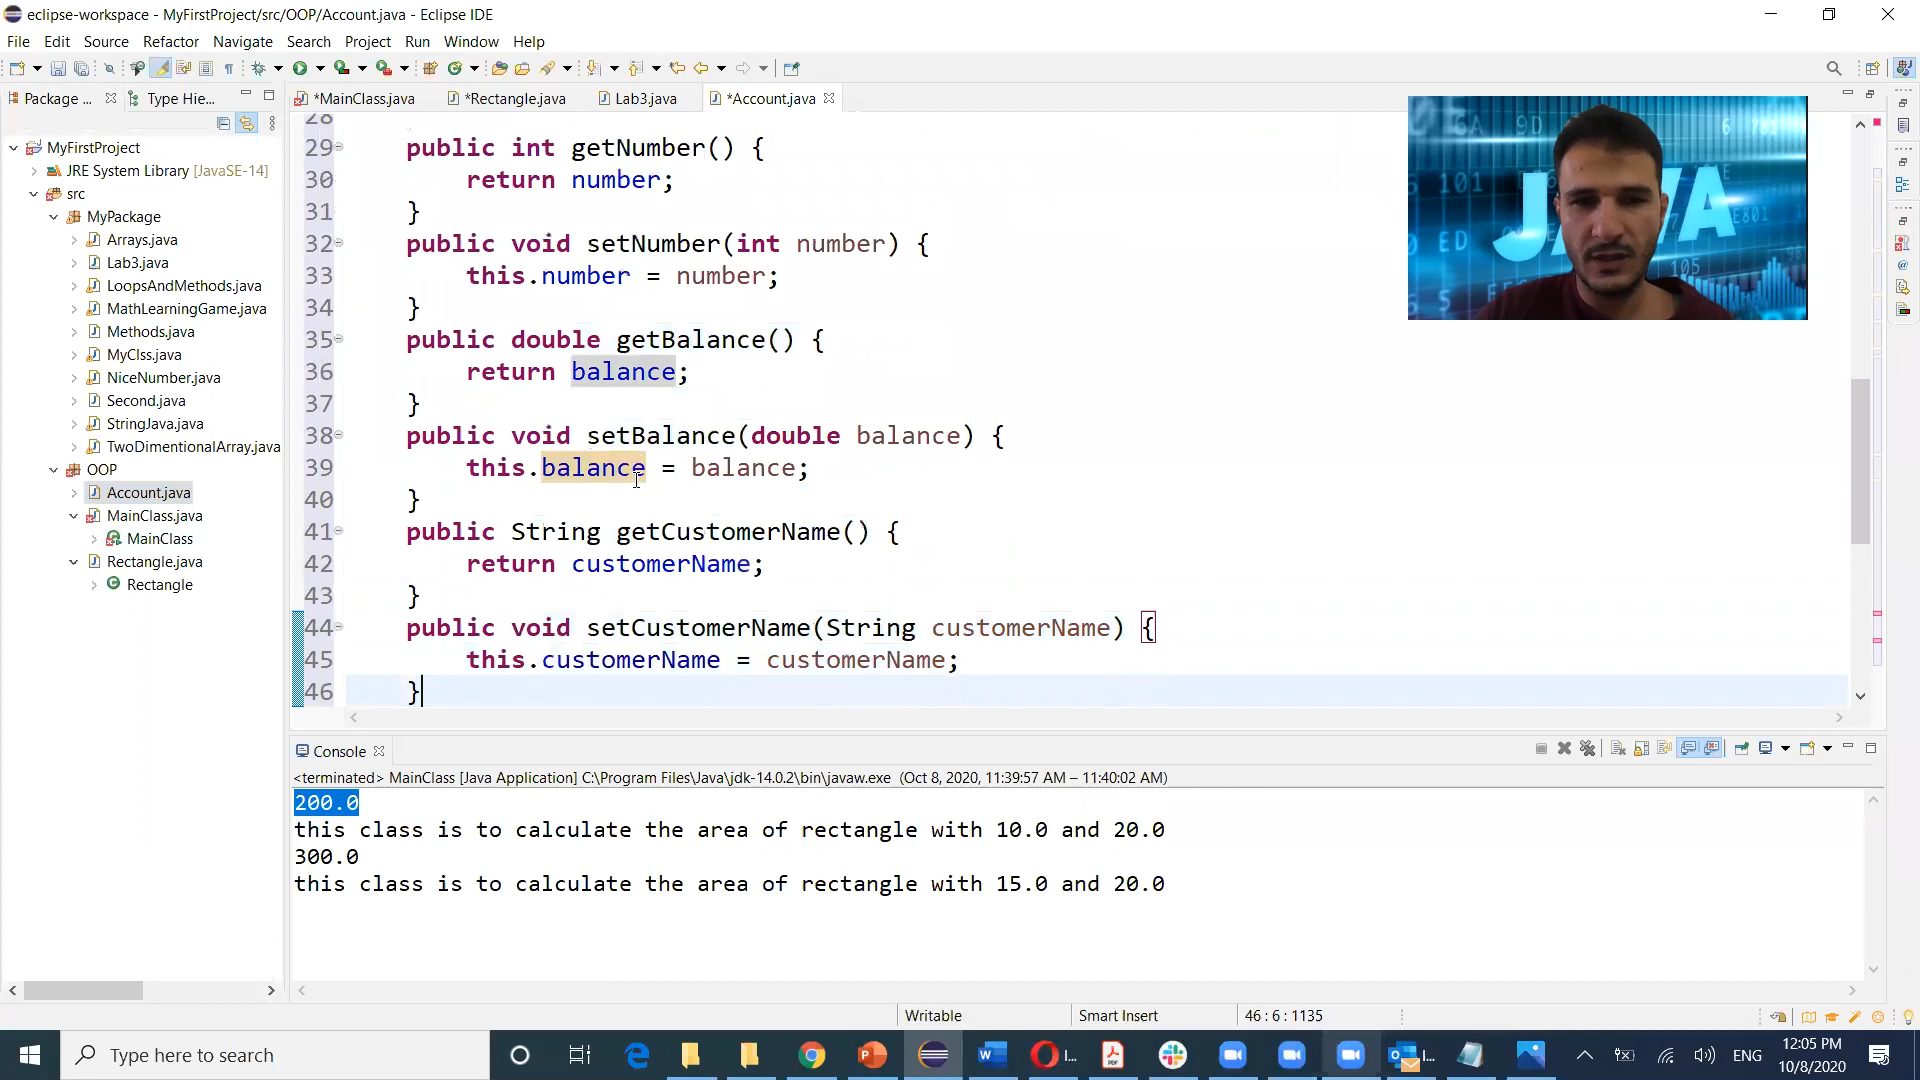 eclipse-workspace - MyFirstProject/src/OOP/Account.java - Eclipse IDE
File Edit Source Refactor Navigate Search Project Run Window Help
Package ... Type Hie...
*MainClass.java *Rectangle.java Lab3.java *Account.java
MyFirstProject
JRE System Library [JavaSE-14]
src
MyPackage
Arrays.java
Lab3.java
LoopsAndMethods.java
MathLearningGame.java
Methods.java
MyClss.java
NiceNumber.java
Second.java
StringJava.java
TwoDimentionalArray.java
OOP
Account.java
MainClass.java
MainClass
Rectangle.java
Rectangle
28
29 public int getNumber() {
30 return number;
31 }
32 public void setNumber(int number) {
33 this.number = number;
34 }
35 public double getBalance() {
36 return balance;
37 }
38 public void setBalance(double balance) {
39 this.balance = balance;
40 }
41 public String getCustomerName() {
42 return customerName;
43 }
44 public void setCustomerName(String customerName) {
45 this.customerName = customerName;
46 }
JAVA
Console
<terminated> MainClass [Java Application] C:\Program Files\Java\jdk-14.0.2\bin\javaw.exe (Oct 8, 2020, 11:39:57 AM – 11:40:02 AM)
200.0
this class is to calculate the area of rectangle with 10.0 and 20.0
300.0
this class is to calculate the area of rectangle with 15.0 and 20.0
Writable Smart Insert 46 : 6 : 1135
Type here to search
I... I...
ENG
12:05 PM
10/8/2020